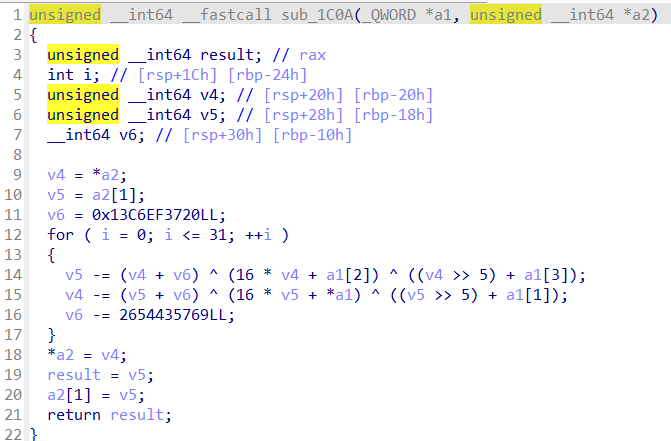 1 unsigned __int64 __fastcall sub_1C0A(_QWORD *a1, unsigned __int64 *a2)
2 {
3   unsigned __int64 result; // rax
4   int i; // [rsp+1Ch] [rbp-24h]
5   unsigned __int64 v4; // [rsp+20h] [rbp-20h]
6   unsigned __int64 v5; // [rsp+28h] [rbp-18h]
7   __int64 v6; // [rsp+30h] [rbp-10h]
8
9   v4 = *a2;
10   v5 = a2[1];
11   v6 = 0x13C6EF3720LL;
12   for ( i = 0; i <= 31; ++i )
13   {
14     v5 -= (v4 + v6) ^ (16 * v4 + a1[2]) ^ ((v4 >> 5) + a1[3]);
15     v4 -= (v5 + v6) ^ (16 * v5 + *a1) ^ ((v5 >> 5) + a1[1]);
16     v6 -= 2654435769LL;
17   }
18   *a2 = v4;
19   result = v5;
20   a2[1] = v5;
21   return result;
22 }